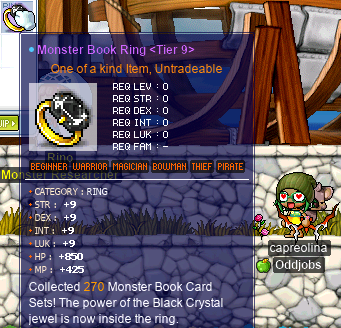 Monster Book Ring <Tier 9>
One of a kind Item, Untradeable
REQ LEV : 0
REQ STR : 0
REQ DEX : 0
REQ INT : 0
REQ LUK : 0
REQ FAM : -
BEGINNER WARRIOR MAGICIAN BOWMAN THIEF PIRATE
Ring
Monster Researcher
CATEGORY : RING
STR : +9
DEX : +9
INT : +9
LUK : +9
HP : +850
MP : +425
Collected 270 Monster Book Card
Sets! The power of the Black Crystal
jewel is now inside the ring.
capreolina
Oddjobs